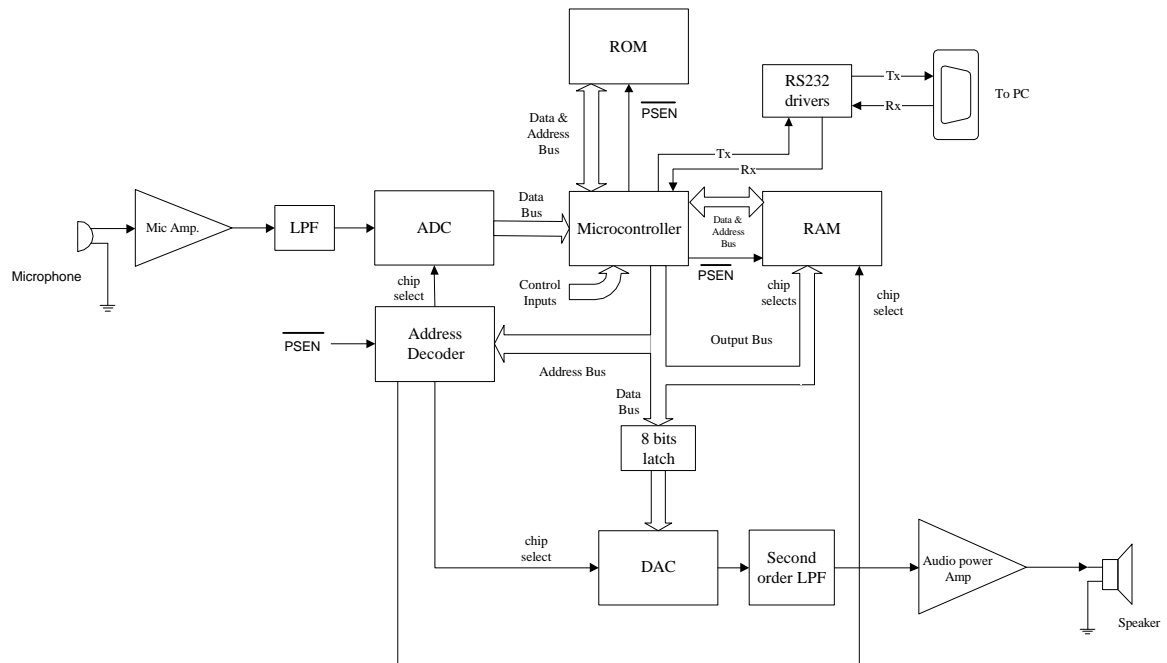 ROM
RS232
drivers
Tx
Rx
To PC
Data &
Address
Bus
PSEN
Tx
Rx
Mic Amp.
LPF
ADC
Data
Bus
Microcontroller
Data &
Address
Bus
RAM
Microphone
PSEN
chip
select
Control
Inputs
chip
selects
chip
select
PSEN
Address
Decoder
Address Bus
Output Bus
Data
Bus
8 bits
latch
chip
select
DAC
Second
order LPF
Audio power
Amp
Speaker